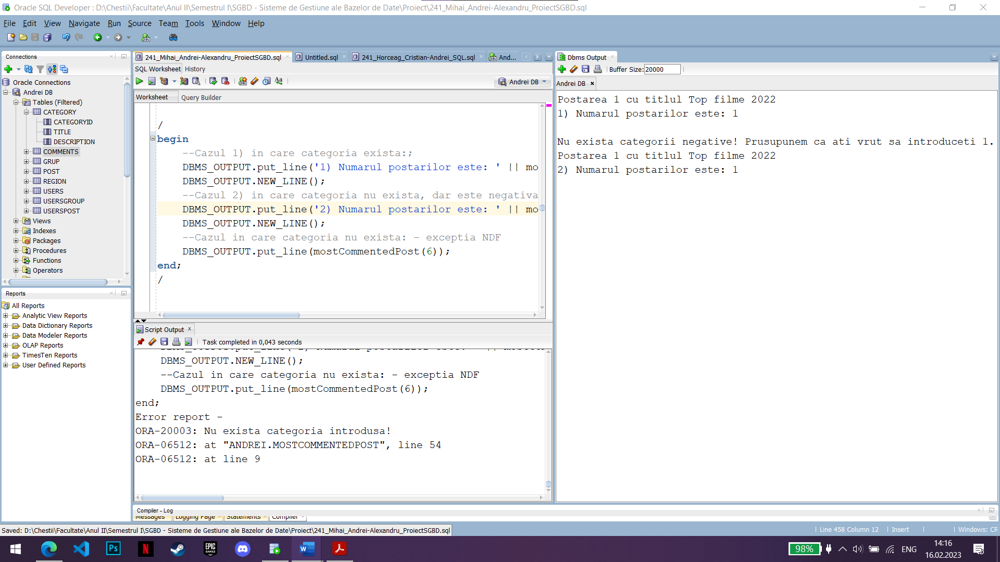 Oracle SQL Developer : D:\Chestii\Facultate\Anul II\Semestrul I\SGBD - Sisteme de Gestiune ale Bazelor de Date\Proiect\241_Mihai_Andrei-Alexandru_ProiectSGBD.sql
File Edit View Navigate Run Source Team Tools Window Help
Connections
Oracle Connections
Andrei DB
Tables (Filtered)
CATEGORY
CATEGORYID
TITLE
DESCRIPTION
COMMENTS
GRUP
POST
REGION
USERS
USERSGROUP
USERSPOST
Views
Indexes
Packages
Procedures
Functions
Operators
Reports
All Reports
Analytic View Reports
Data Dictionary Reports
Data Modeler Reports
OLAP Reports
TimesTen Reports
User Defined Reports
241_Mihai_Andrei-Alexandru_ProiectSGBD.sql Untitled.sql 241_Horceag_Cristian-Andrei_SQL.sql And...
SQL Worksheet History
Andrei DB
Worksheet Query Builder
/
begin
--Cazul 1) in care categoria exista:;
DBMS_OUTPUT.put_line('1) Numarul postarilor este: ' || mo
DBMS_OUTPUT.NEW_LINE();
--Cazul 2) in care categoria nu exista, dar este negativa
DBMS_OUTPUT.put_line('2) Numarul postarilor este: ' || mo
DBMS_OUTPUT.NEW_LINE();
--Cazul in care categoria nu exista: - exceptia NDF
DBMS_OUTPUT.put_line(mostCommentedPost(6));
end;
/
Script Output
Task completed in 0,043 seconds
DBMS_OUTPUT.NEW_LINE();
--Cazul in care categoria nu exista: - exceptia NDF
DBMS_OUTPUT.put_line(mostCommentedPost(6));
end;
Error report -
ORA-20003: Nu exista categoria introdusa!
ORA-06512: at "ANDREI.MOSTCOMMENTEDPOST", line 54
ORA-06512: at line 9
Dbms Output
Buffer Size: 20000
Andrei DB
Postarea 1 cu titlul Top filme 2022
1) Numarul postarilor este: 1
Nu exista categorii negative! Prusupunem ca ati vrut sa introduceti 1.
Postarea 1 cu titlul Top filme 2022
2) Numarul postarilor este: 1
Compiler - Log
Messages Logging Page Statements Compiler
Saved: D:\Chestii\Facultate\Anul II\Semestrul I\SGBD - Sisteme de Gestiune ale Bazelor de Date\Proiect\241_Mihai_Andrei-Alexandru_ProiectSGBD.sql
Line 458 Column 12 Insert Windows: CR
Ps N EPIC GAMES W
98% ENG 14:16
16.02.2023